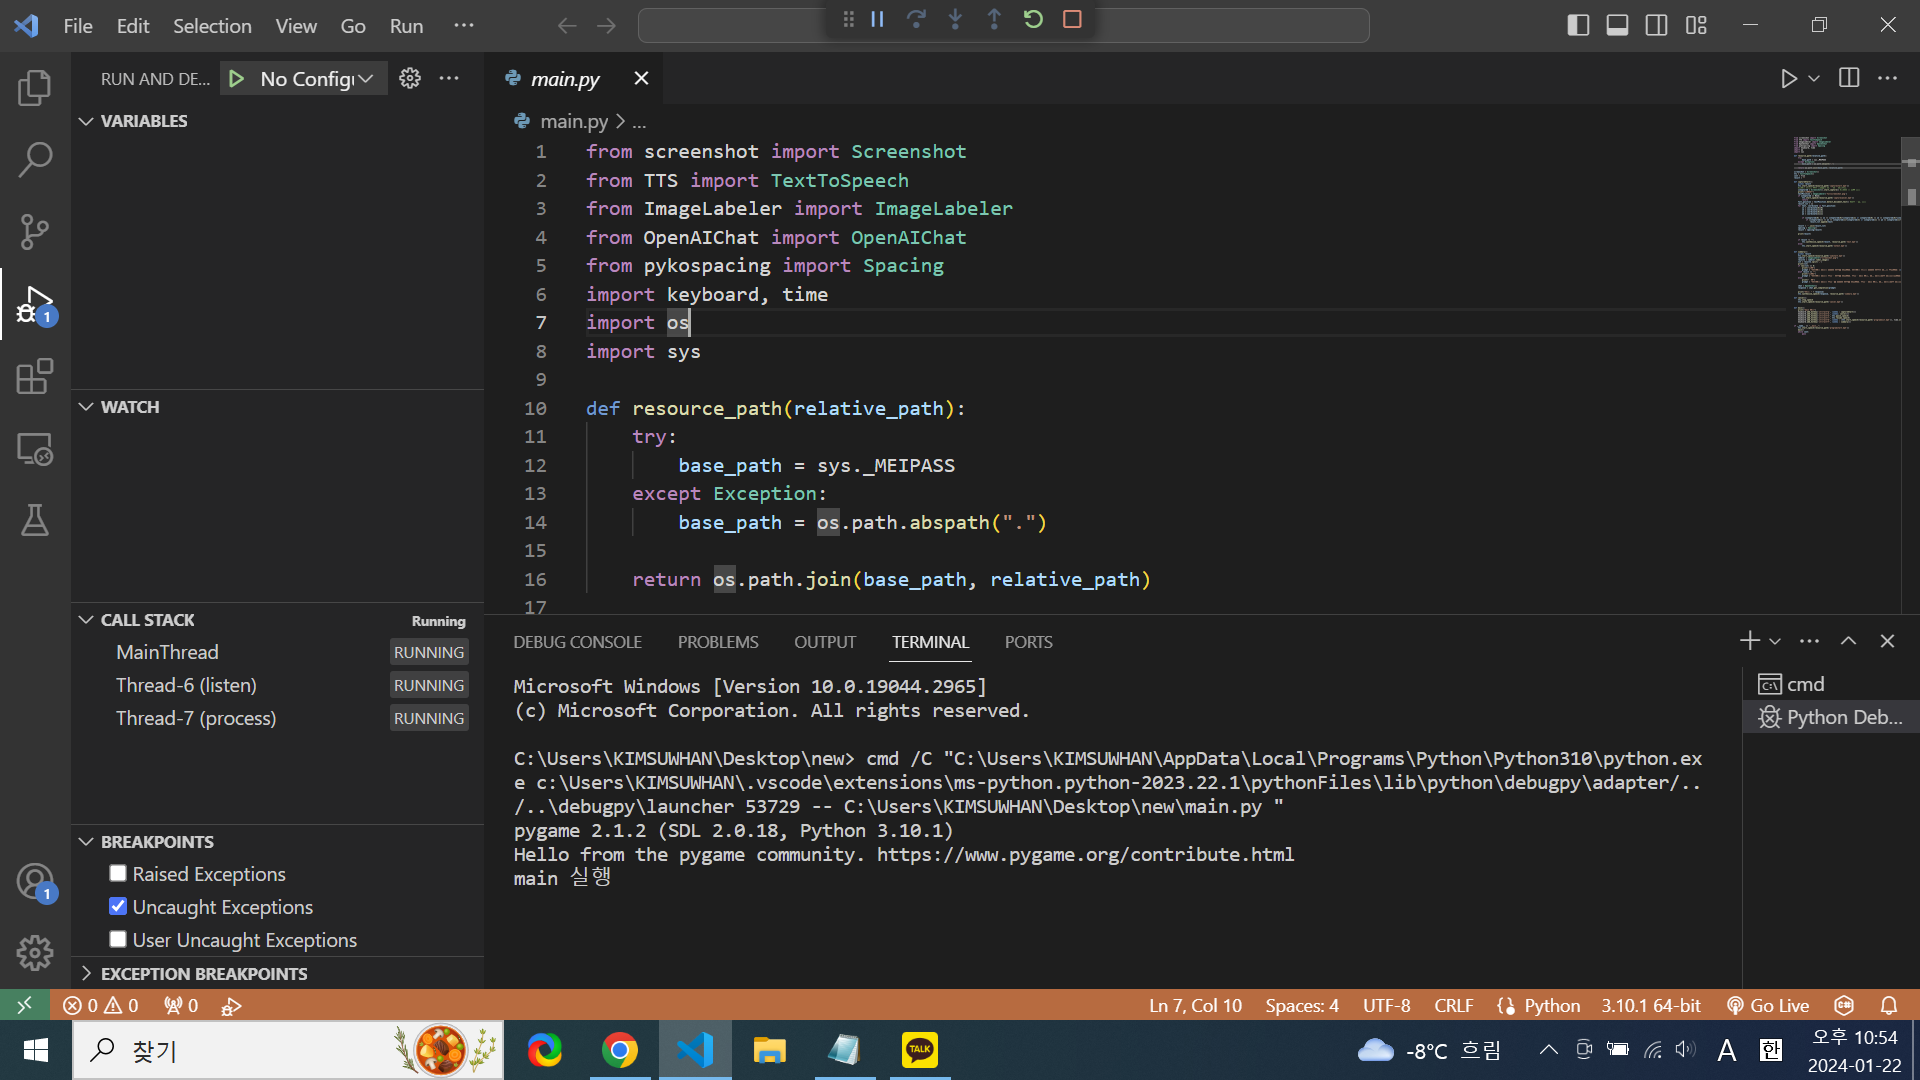 File Edit Selection View Go Run ···
RUN AND DE... No Configu
main.py
VARIABLES
main.py > ...
1 from screenshot import Screenshot
2 from TTS import TextToSpeech
3 from ImageLabeler import ImageLabeler
4 from OpenAIChat import OpenAIChat
5 from pykospacing import Spacing
6 import keyboard, time
7 import os
8 import sys
9
10 def resource_path(relative_path):
11 try:
12 base_path = sys._MEIPASS
13 except Exception:
14 base_path = os.path.abspath(".")
15
16 return os.path.join(base_path, relative_path)
17
WATCH
CALL STACK Running
MainThread RUNNING
Thread-6 (listen) RUNNING
Thread-7 (process) RUNNING
BREAKPOINTS
Raised Exceptions
Uncaught Exceptions
User Uncaught Exceptions
EXCEPTION BREAKPOINTS
DEBUG CONSOLE PROBLEMS OUTPUT TERMINAL PORTS
Microsoft Windows [Version 10.0.19044.2965]
(c) Microsoft Corporation. All rights reserved.
C:\Users\KIMSUWHAN\Desktop\new> cmd /C "C:\Users\KIMSUWHAN\AppData\Local\Programs\Python\Python310\python.ex
e c:\Users\KIMSUWHAN\.vscode\extensions\ms-python.python-2023.22.1\pythonFiles\lib\python\debugpy\adapter/..
/..\debugpy\launcher 53729 -- C:\Users\KIMSUWHAN\Desktop\new\main.py "
pygame 2.1.2 (SDL 2.0.18, Python 3.10.1)
Hello from the pygame community. https://www.pygame.org/contribute.html
main 실행
cmd
Python Deb...
1
1
0 0 0 Ln 7, Col 10 Spaces: 4 UTF-8 CRLF {} Python 3.10.1 64-bit Go Live
찾기
TALK
-8°C 흐림
A 한
오후 10:54
2024-01-22